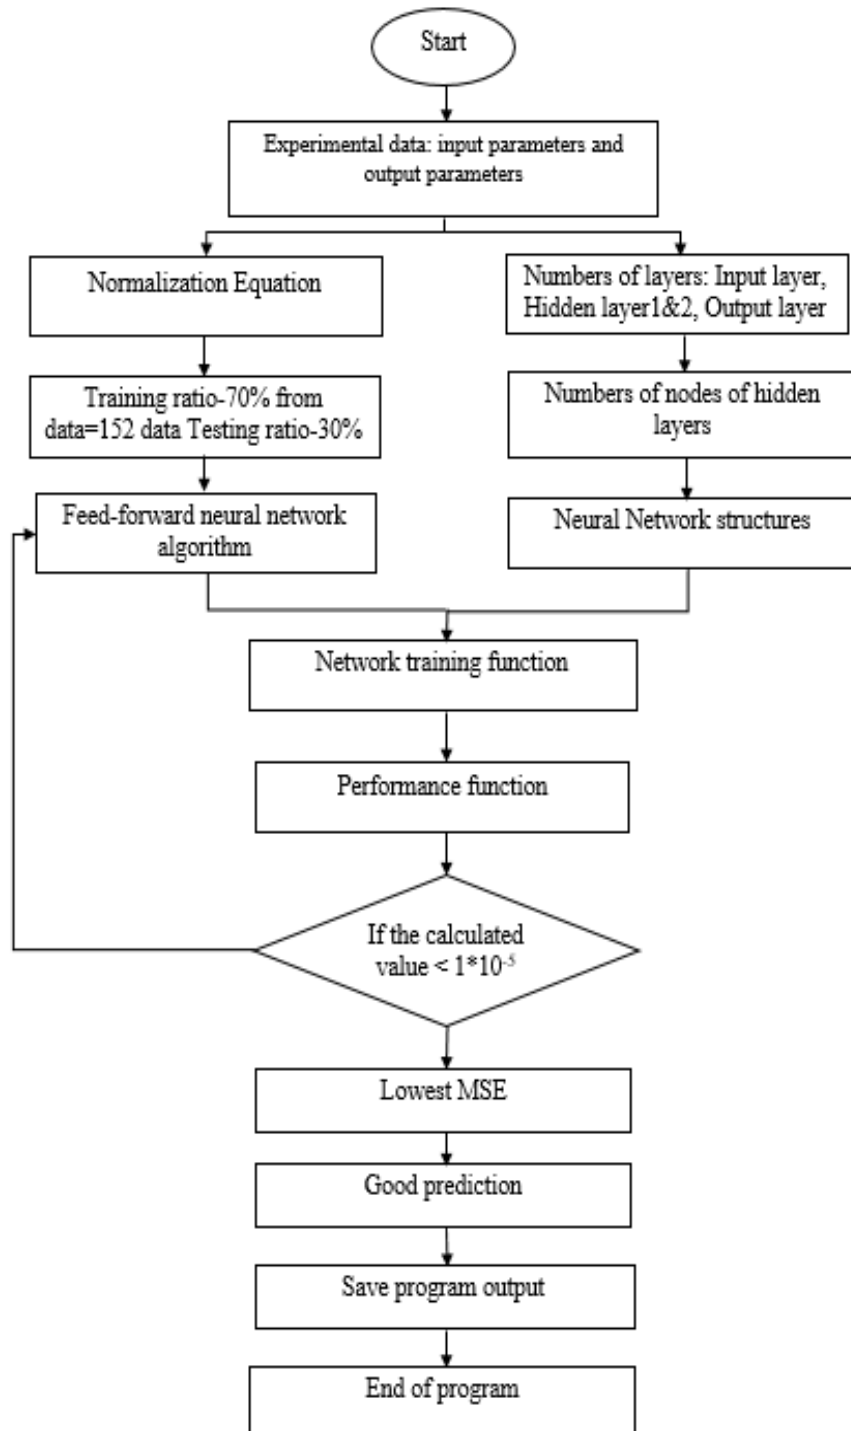 Start
Experimental data: input parameters and
output parameters
Normalization Equation
Numbers of layers: Input layer,
Hidden layer1&2, Output layer
Training ratio-70% from
data=152 data Testing ratio-30%
Numbers of nodes of hidden
layers
Feed-forward neural network
algorithm
Neural Network structures
Network training function
Performance function
If the calculated
value < 1*10⁻⁵
Lowest MSE
Good prediction
Save program output
End of program